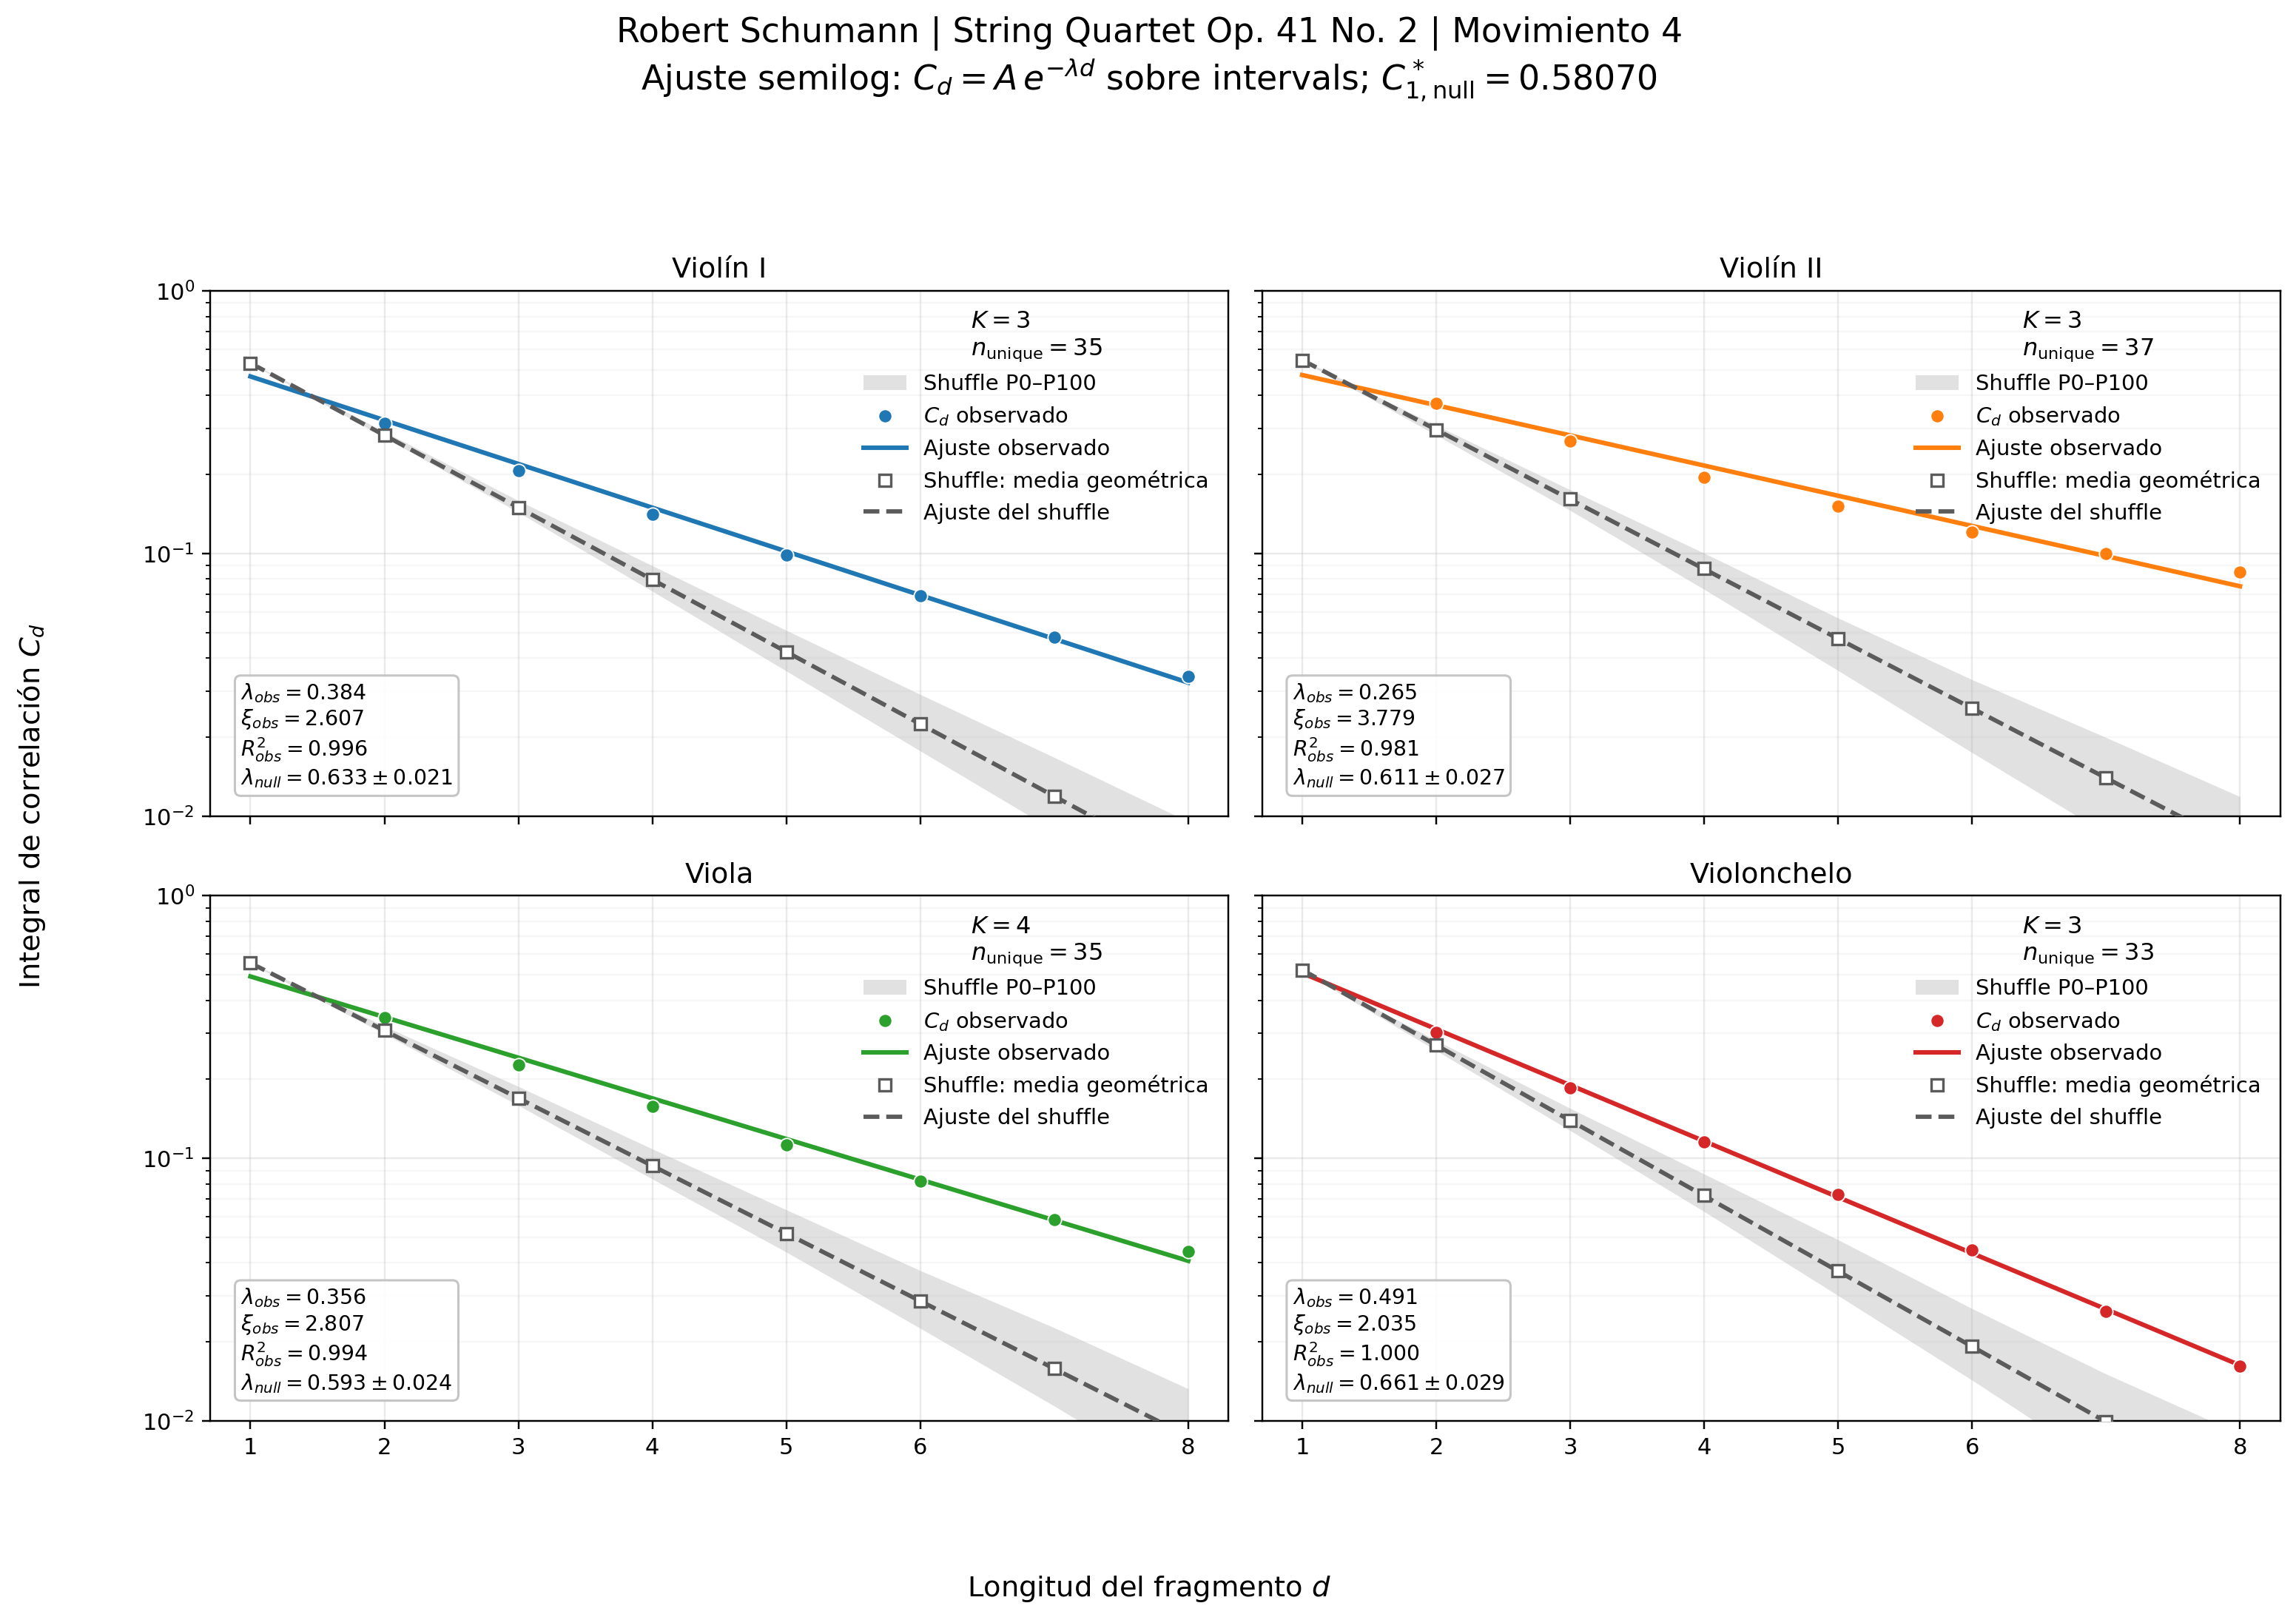 Robert Schumann | String Quartet Op. 41 No. 2 | Movimiento 4
Ajuste semilog: $C_d = A\,e^{-\lambda d}$ sobre intervals; $C^*_{1,\mathrm{null}} = 0.58070$
Integral de correlación $C_d$
Violín I
10⁰
10⁻¹
10⁻²
K = 3
n_unique = 35
Shuffle P0–P100
C_d observado
Ajuste observado
Shuffle: media geométrica
Ajuste del shuffle
λ_obs = 0.384
ξ_obs = 2.607
R²_obs = 0.996
λ_null = 0.633 ± 0.021
Violín II
K = 3
n_unique = 37
Shuffle P0–P100
C_d observado
Ajuste observado
Shuffle: media geométrica
Ajuste del shuffle
λ_obs = 0.265
ξ_obs = 3.779
R²_obs = 0.981
λ_null = 0.611 ± 0.027
Viola
10⁰
10⁻¹
10⁻²
K = 4
n_unique = 35
Shuffle P0–P100
C_d observado
Ajuste observado
Shuffle: media geométrica
Ajuste del shuffle
λ_obs = 0.356
ξ_obs = 2.807
R²_obs = 0.994
λ_null = 0.593 ± 0.024
1 2 3 4 5 6 8
Violonchelo
K = 3
n_unique = 33
Shuffle P0–P100
C_d observado
Ajuste observado
Shuffle: media geométrica
Ajuste del shuffle
λ_obs = 0.491
ξ_obs = 2.035
R²_obs = 1.000
λ_null = 0.661 ± 0.029
1 2 3 4 5 6 8
Longitud del fragmento d